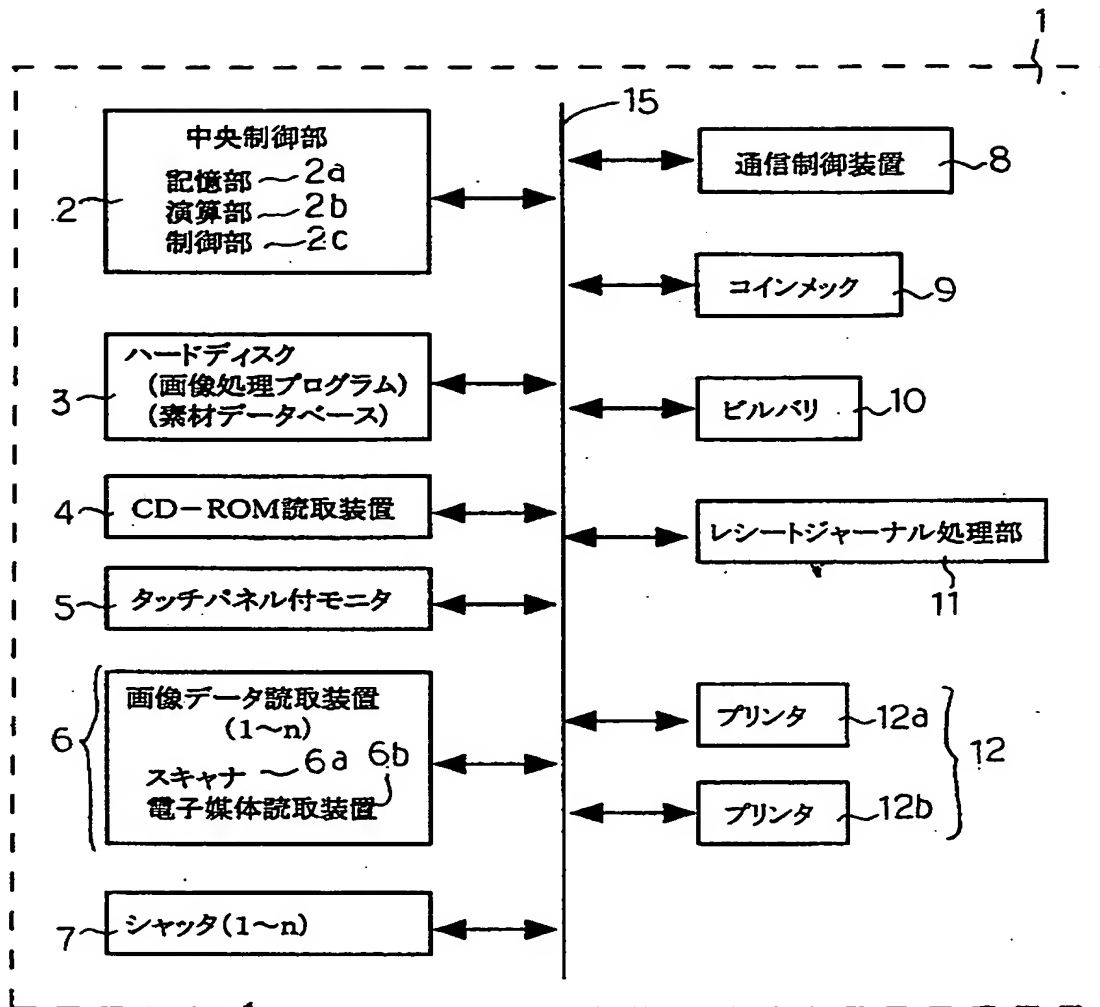 1
15
中央制御部
記憶部 2a
2 演算部 2b
制御部 2c
ハードディスク
(画像処理プログラム)
3 (素材データベース)
4 CD-ROM読取装置
5 タッチパネル付モニタ
画像データ読取装置
(1~n)
6
スキャナ 6a 6b
電子媒体読取装置
7 シャッタ(1~n)
通信制御装置 8
コインメック 9
ビルバリ 10
レシートジャーナル処理部
11
プリンタ 12a
12
プリンタ 12b